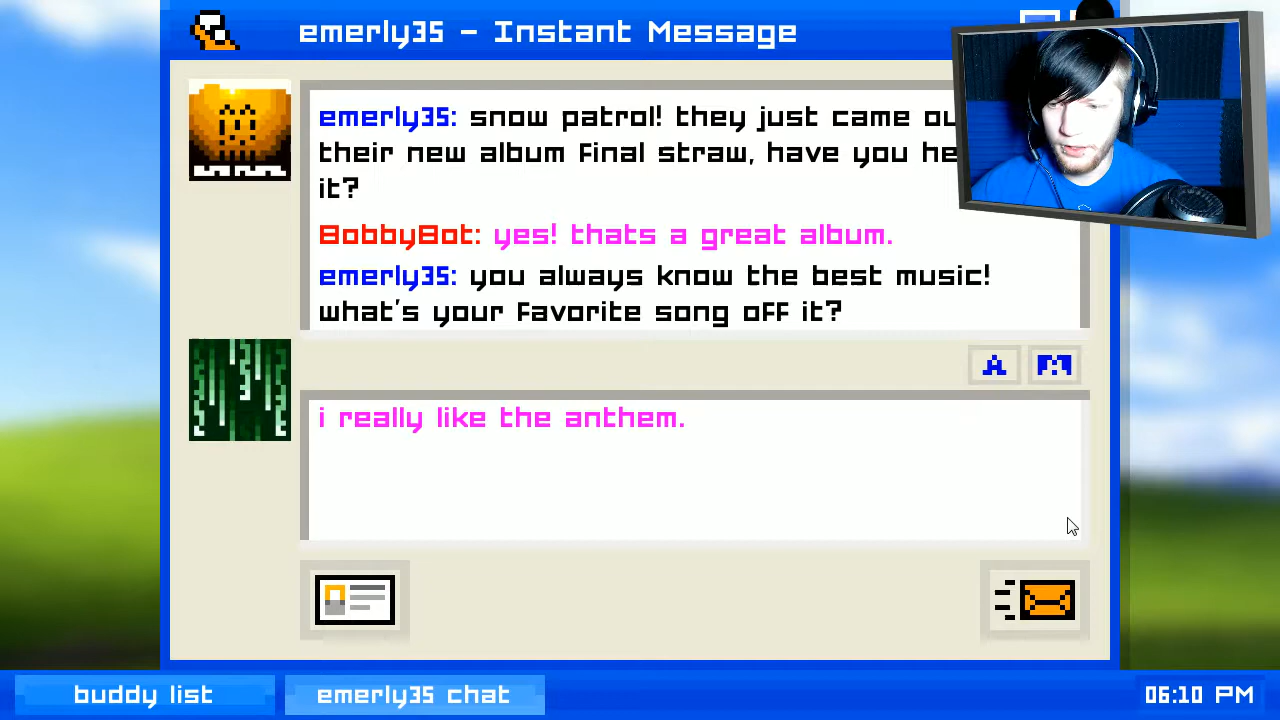 emerly35 - Instant Message
emerly35: snow patrol! they just came
their new album final straw, have you
it?
BobbyBot: yes! thats a great album.
emerly35: you always know the best music!
what's your favorite song off it?
A
i really like the anthem.
buddy list
emerly35 chat
06:10 PM